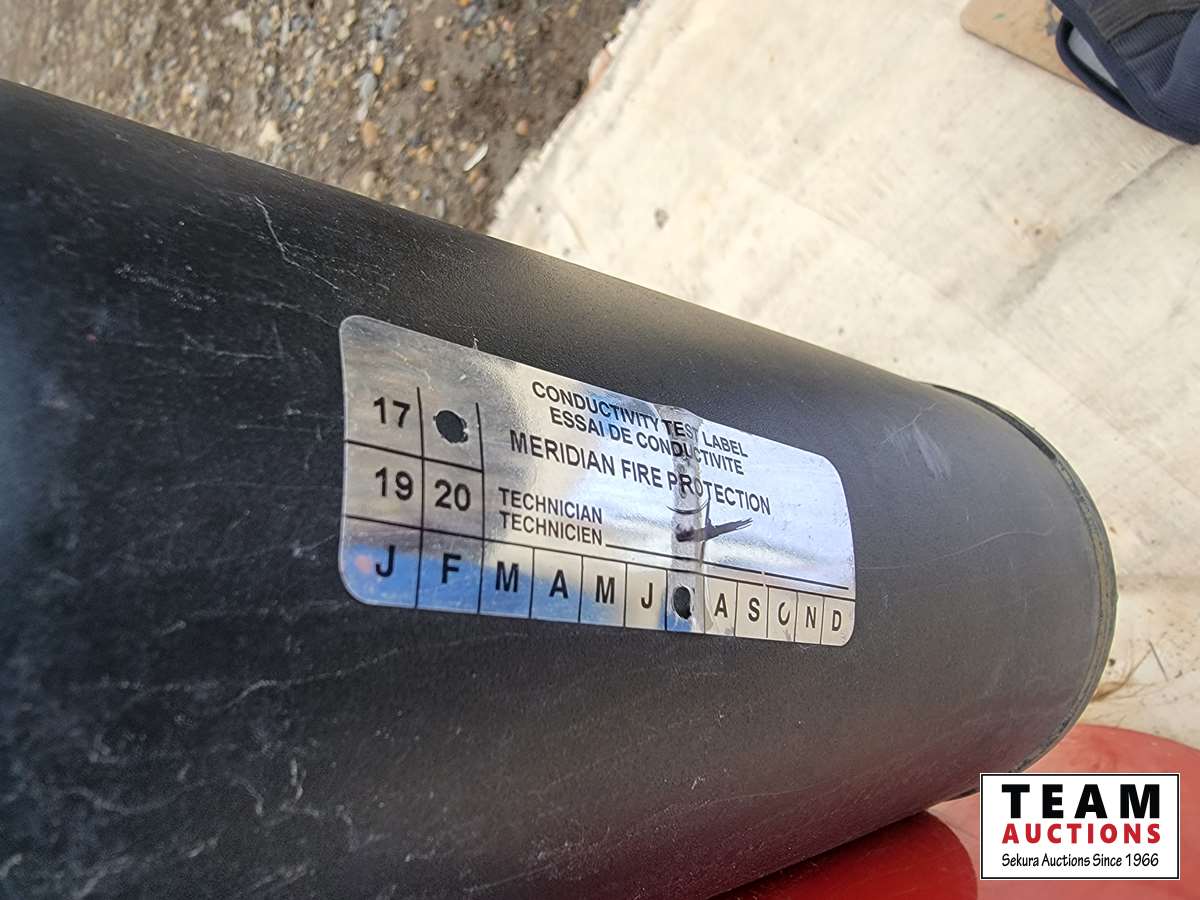 CONDUCTIVITY TEST LABEL
ESSAI DE CONDUCTIVITE
MERIDIAN FIRE PROTECTION
17
19 20
TECHNICIAN
TECHNICIEN
J F M A M J A S O N D
TEAM
AUCTIONS
Sekura Auctions Since 1966